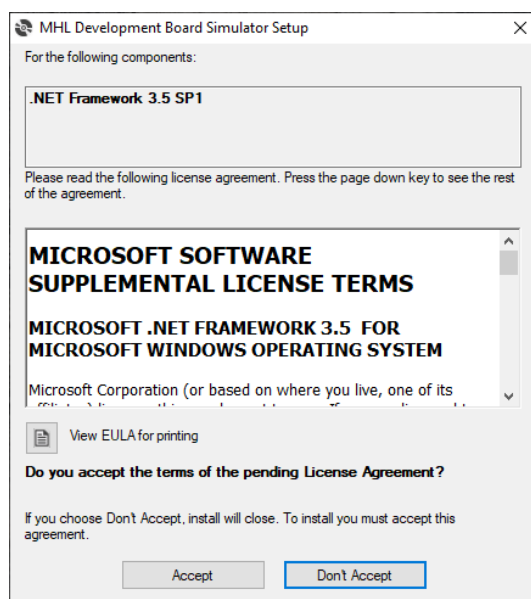 MHL Development Board Simulator Setup
For the following components:
.NET Framework 3.5 SP1
Please read the following license agreement. Press the page down key to see the rest
of the agreement.
MICROSOFT SOFTWARE
SUPPLEMENTAL LICENSE TERMS
MICROSOFT .NET FRAMEWORK 3.5 FOR
MICROSOFT WINDOWS OPERATING SYSTEM
Microsoft Corporation (or based on where you live, one of its
View EULA for printing
Do you accept the terms of the pending License Agreement?
If you choose Don't Accept, install will close. To install you must accept this
agreement.
Accept
Don't Accept